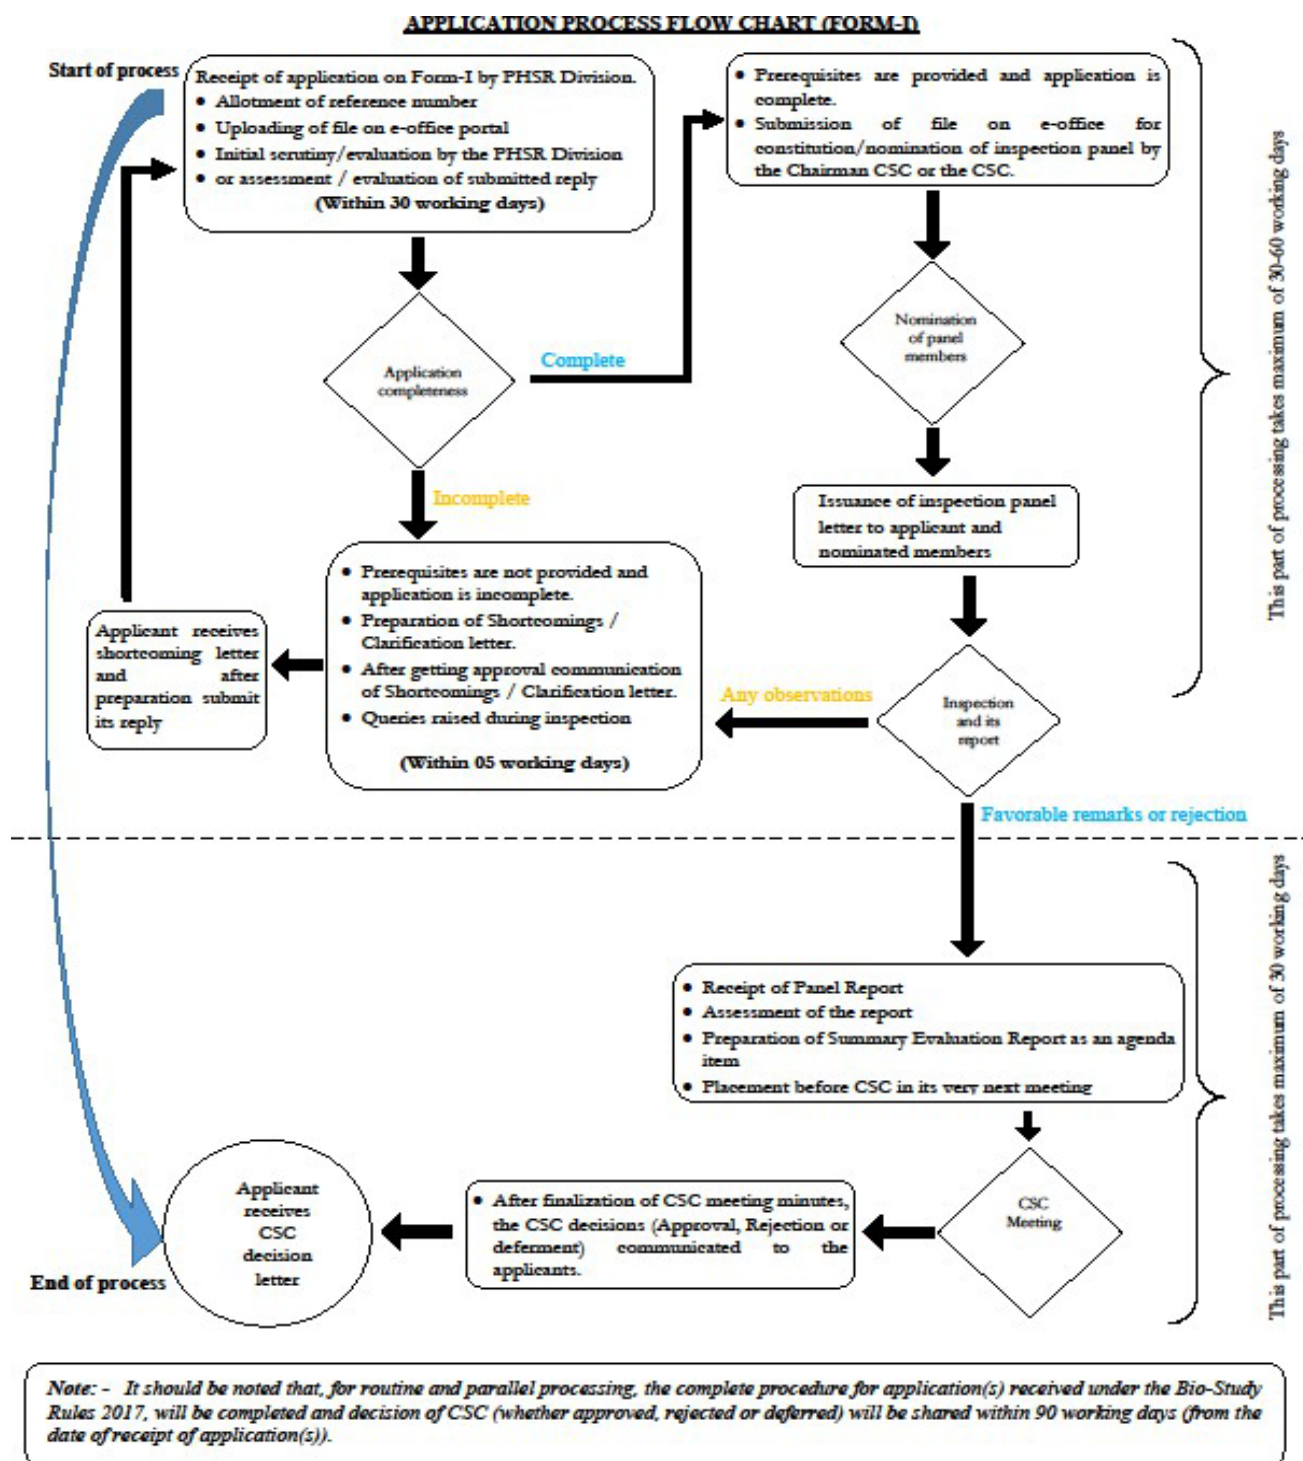 APPLICATION PROCESS FLOW CHART (FORM-I)
Start of process
Receipt of application on Form-I by PHSR Division.
• Allotment of reference number
• Uploading of file on e-office portal
• Initial scrutiny/evaluation by the PHSR Division
• or assessment / evaluation of submitted reply
(Within 30 working days)
• Prerequisites are provided and application is
complete.
• Submission of file on e-office for
constitution/nomination of inspection panel by
the Chairman CSC or the CSC.
Application
completeness
Complete
Nomination
of panel
members
Incomplete
Issuance of inspection panel
letter to applicant and
nominated members
• Prerequisites are not provided and
application is incomplete.
• Preparation of Shortcomings /
Clarification letter.
• After getting approval communication
of Shortcomings / Clarification letter.
• Queries raised during inspection
(Within 05 working days)
Applicant receives
shortcoming letter
and after
preparation submit
its reply
Any observations
Inspection
and its
report
This part of processing takes maximum of 30-60 working days
Favorable remarks or rejection
• Receipt of Panel Report
• Assessment of the report
• Preparation of Summary Evaluation Report as an agenda
item
• Placement before CSC in its very next meeting
CSC
Meeting
• After finalization of CSC meeting minutes,
the CSC decisions (Approval, Rejection or
deferment) communicated to the
applicants.
Applicant
receives
CSC
decision
letter
End of process
This part of processing takes maximum of 30 working days
Note: - It should be noted that, for routine and parallel processing, the complete procedure for application(s) received under the Bio-Study
Rules 2017, will be completed and decision of CSC (whether approved, rejected or deferred) will be shared within 90 working days (from the
date of receipt of application(s)).